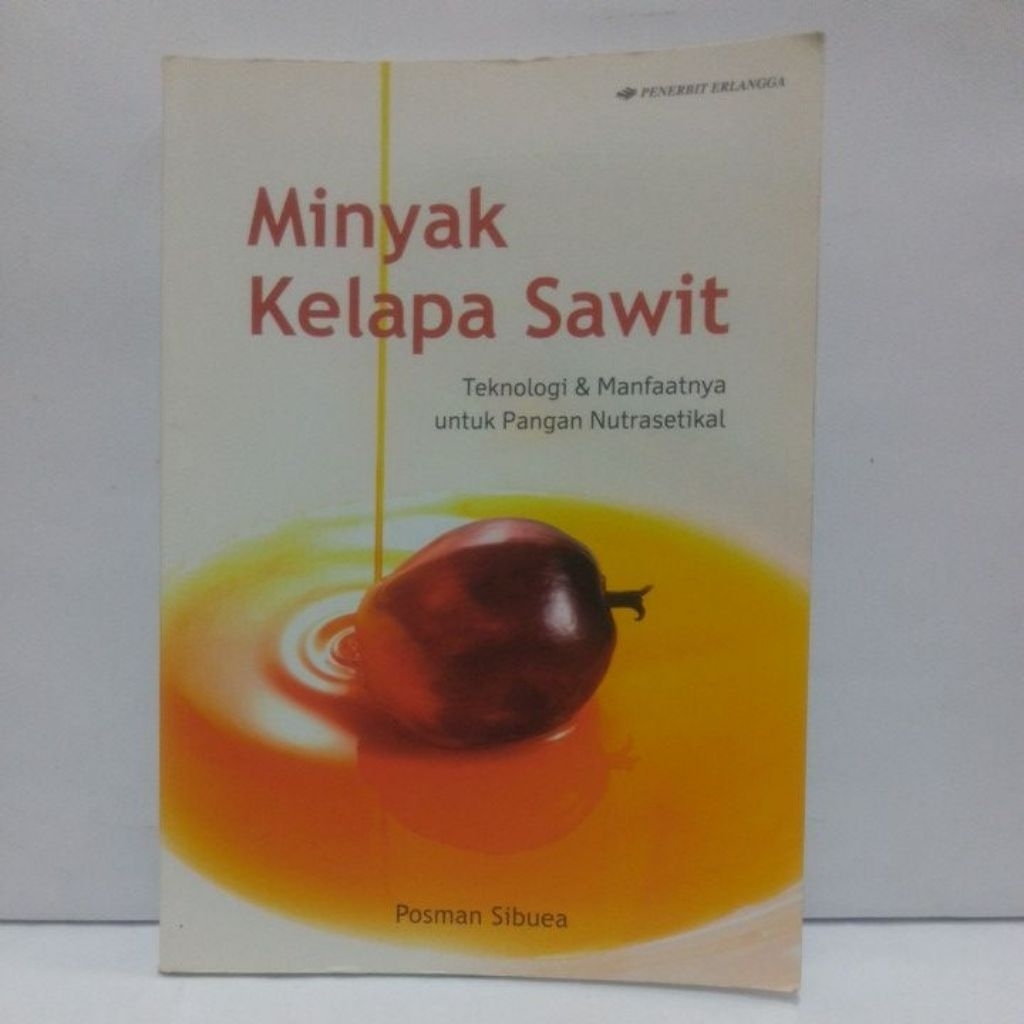 PENERBIT ERLANGGA
Minyak
Kelapa Sawit
Teknologi & Manfaatnya
untuk Pangan Nutrasetikal
Posman Sibuea